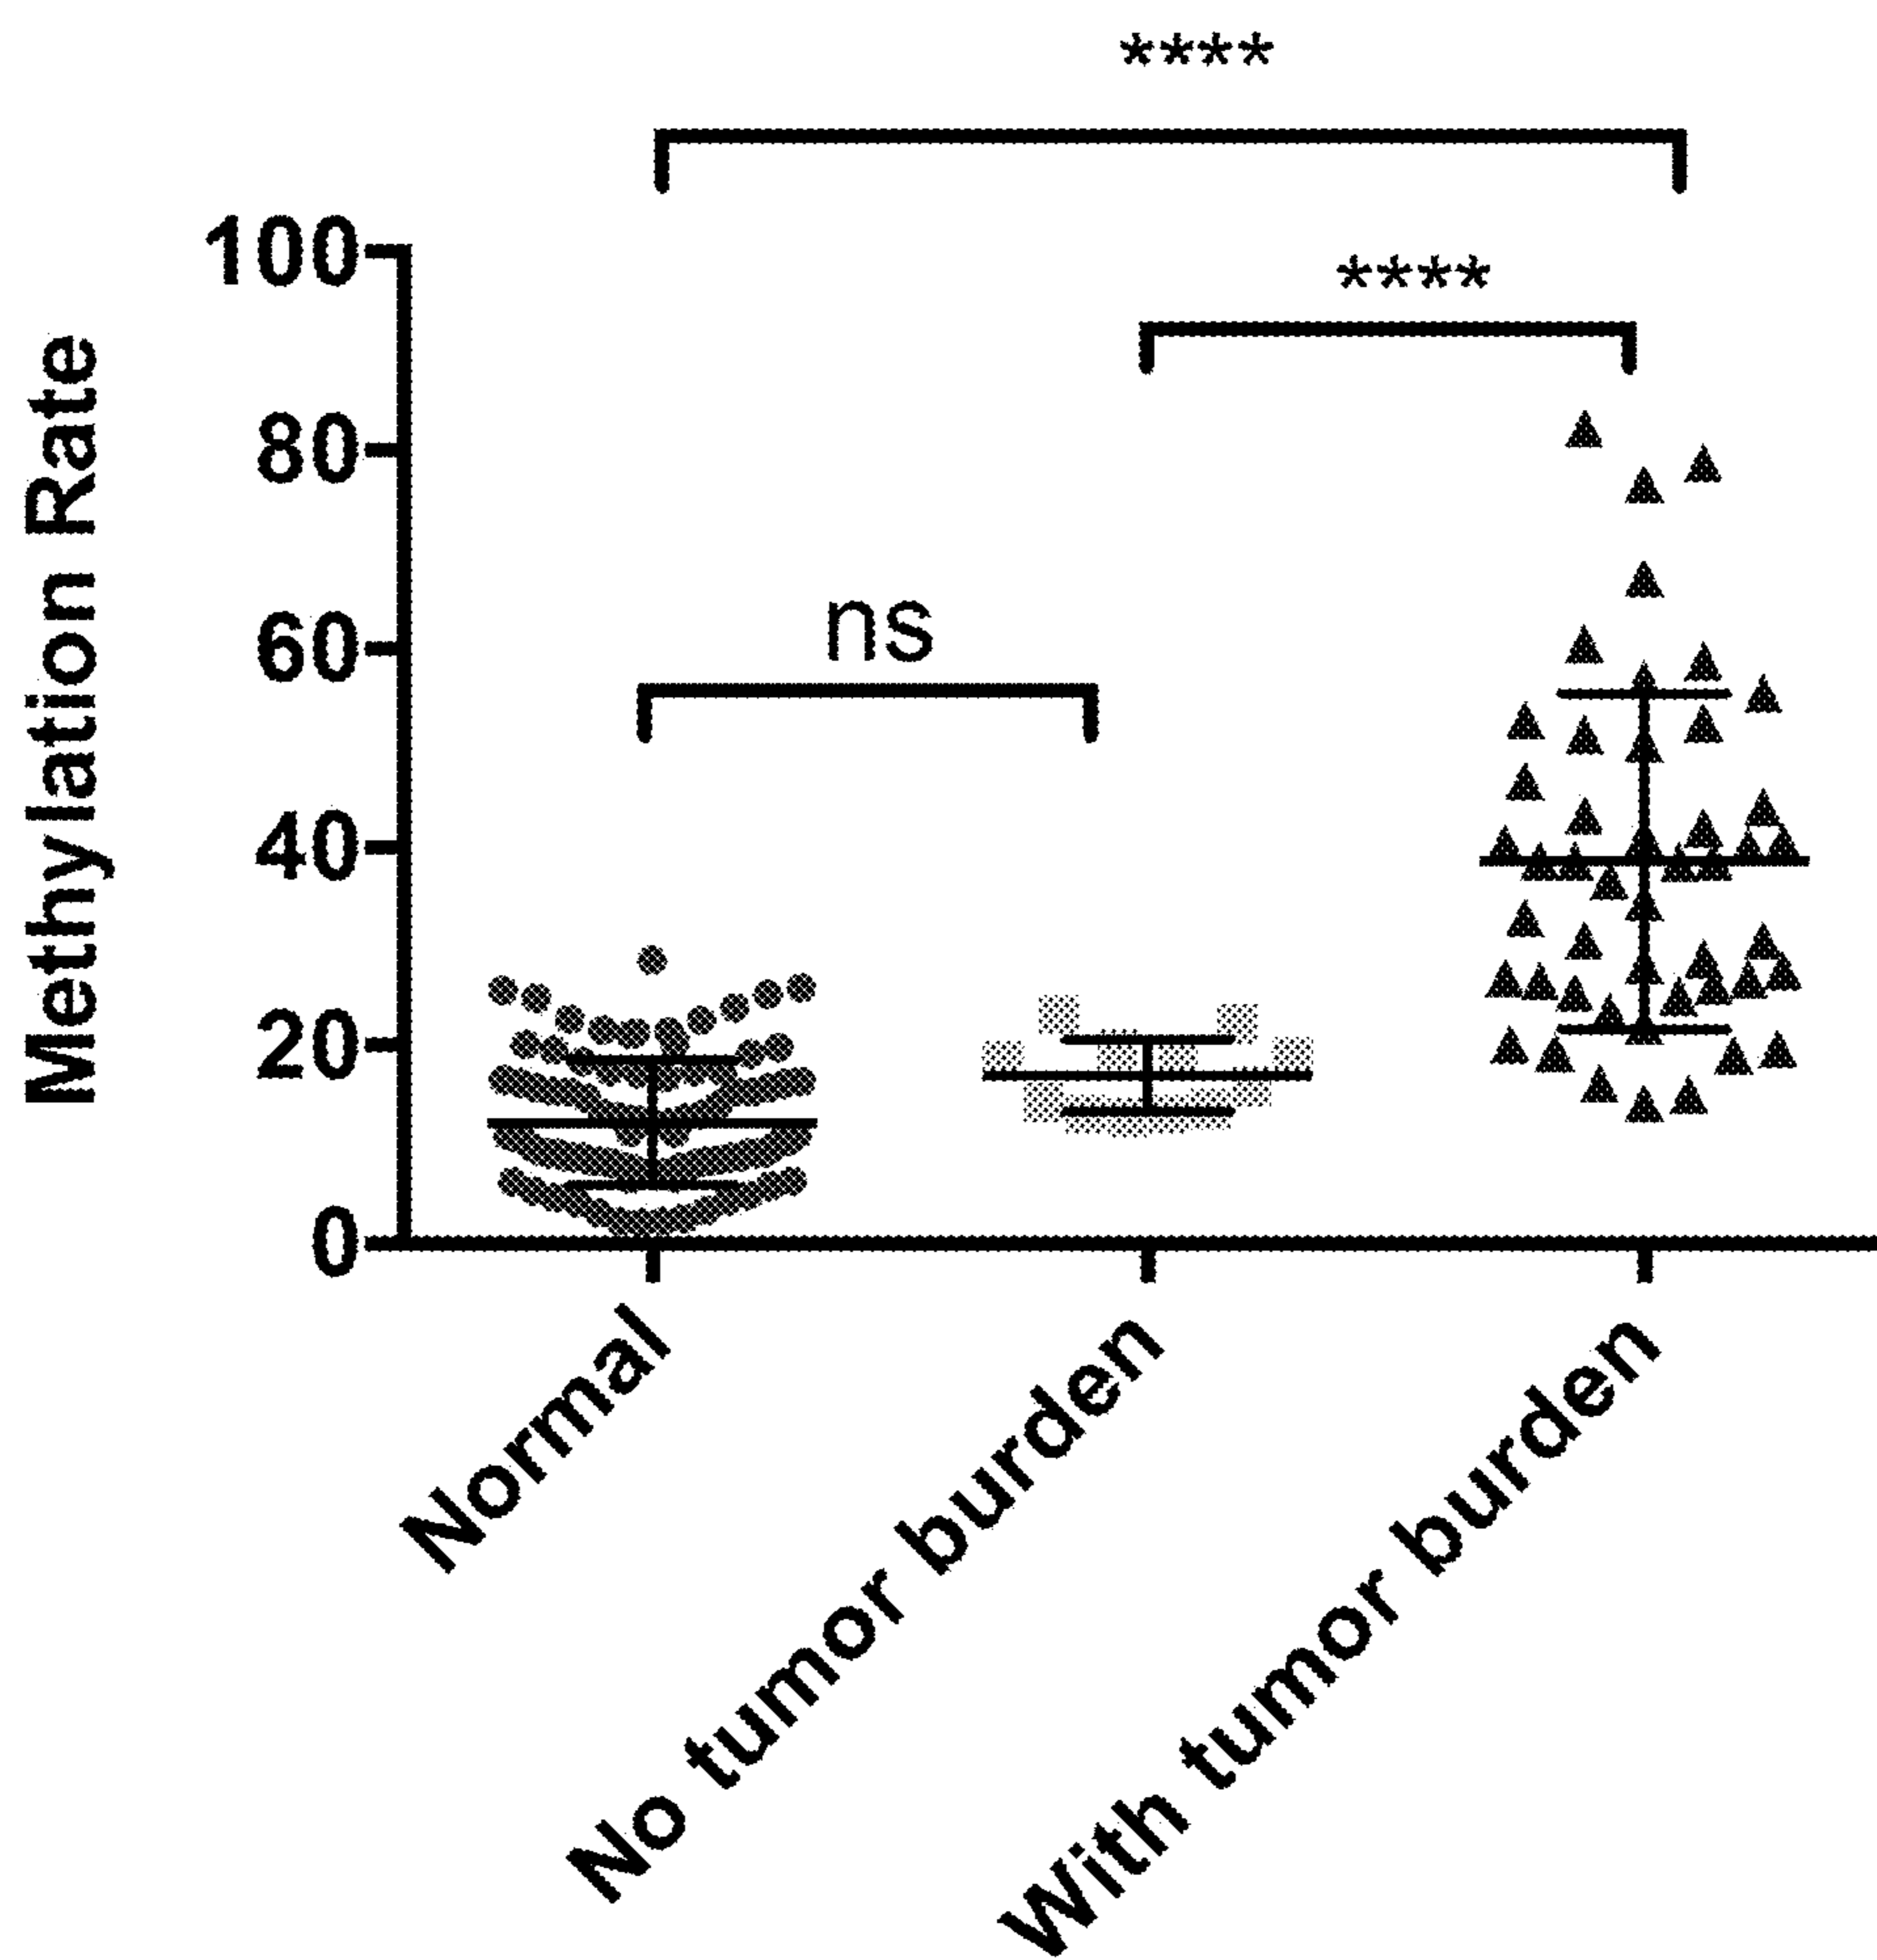 ****
****
ns
Methylation Rate
100
80
60
40
20
0
Normal
No tumor burden
With tumor burden